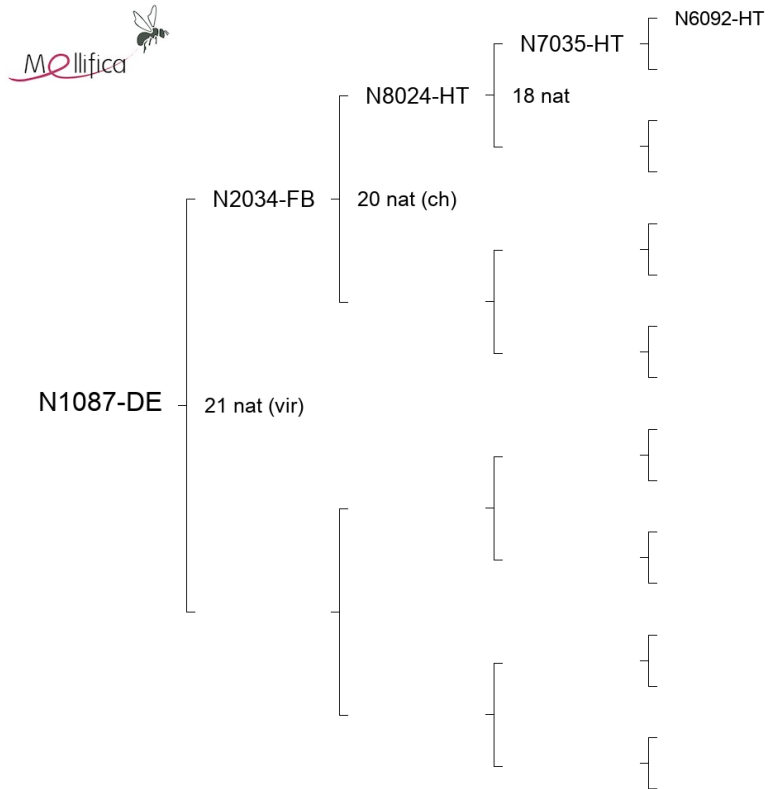 Mellifica
N6092-HT
N7035-HT
N8024-HT
18 nat
N2034-FB
20 nat (ch)
N1087-DE
21 nat (vir)